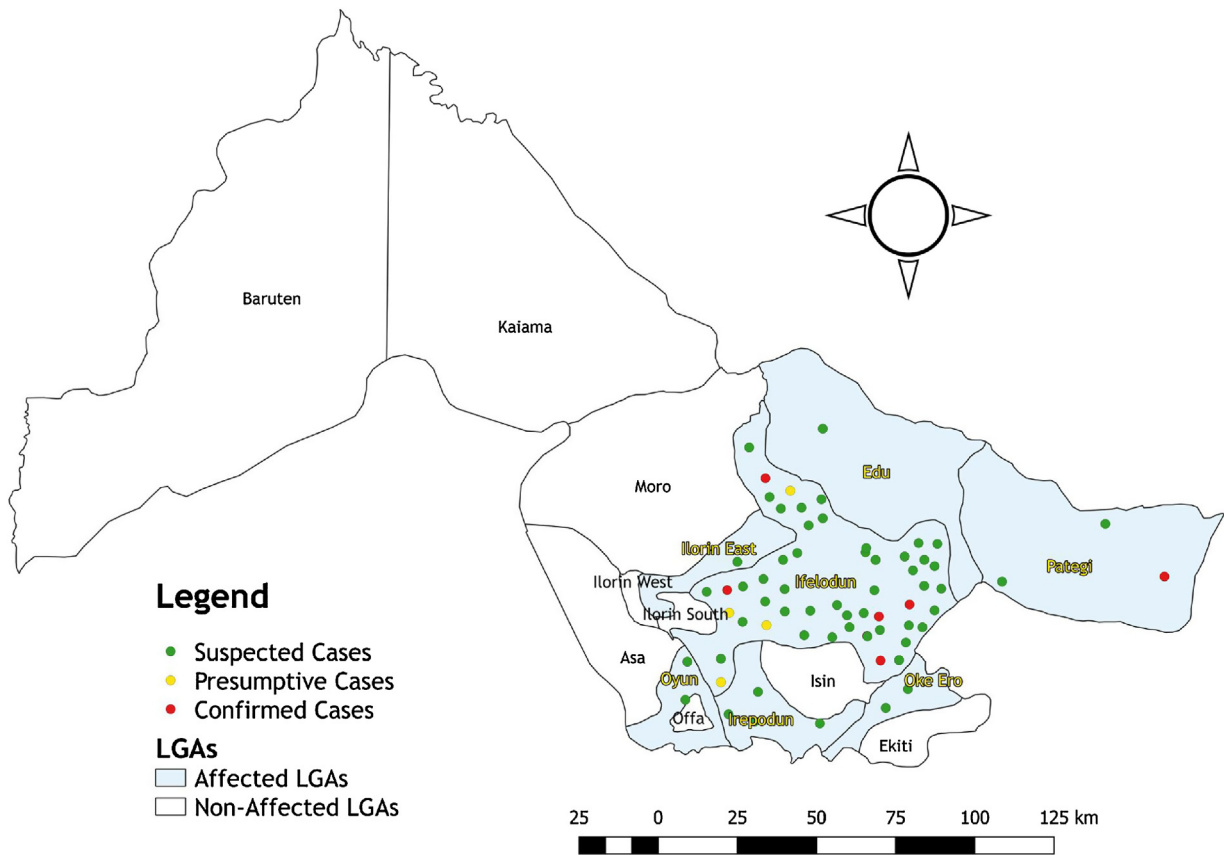 Baruten
Kaiama
Moro
Edu
Ilorin East
Pategi
Ilorin West
Ifelodun
Ilorin South
Asa
Oyun
Isin
Oke Ero
Offa
Irepodun
Ekiti
Legend
Suspected Cases
Presumptive Cases
Confirmed Cases
LGAs
Affected LGAs
Non-Affected LGAs
25 0 25 50 75 100 125 km